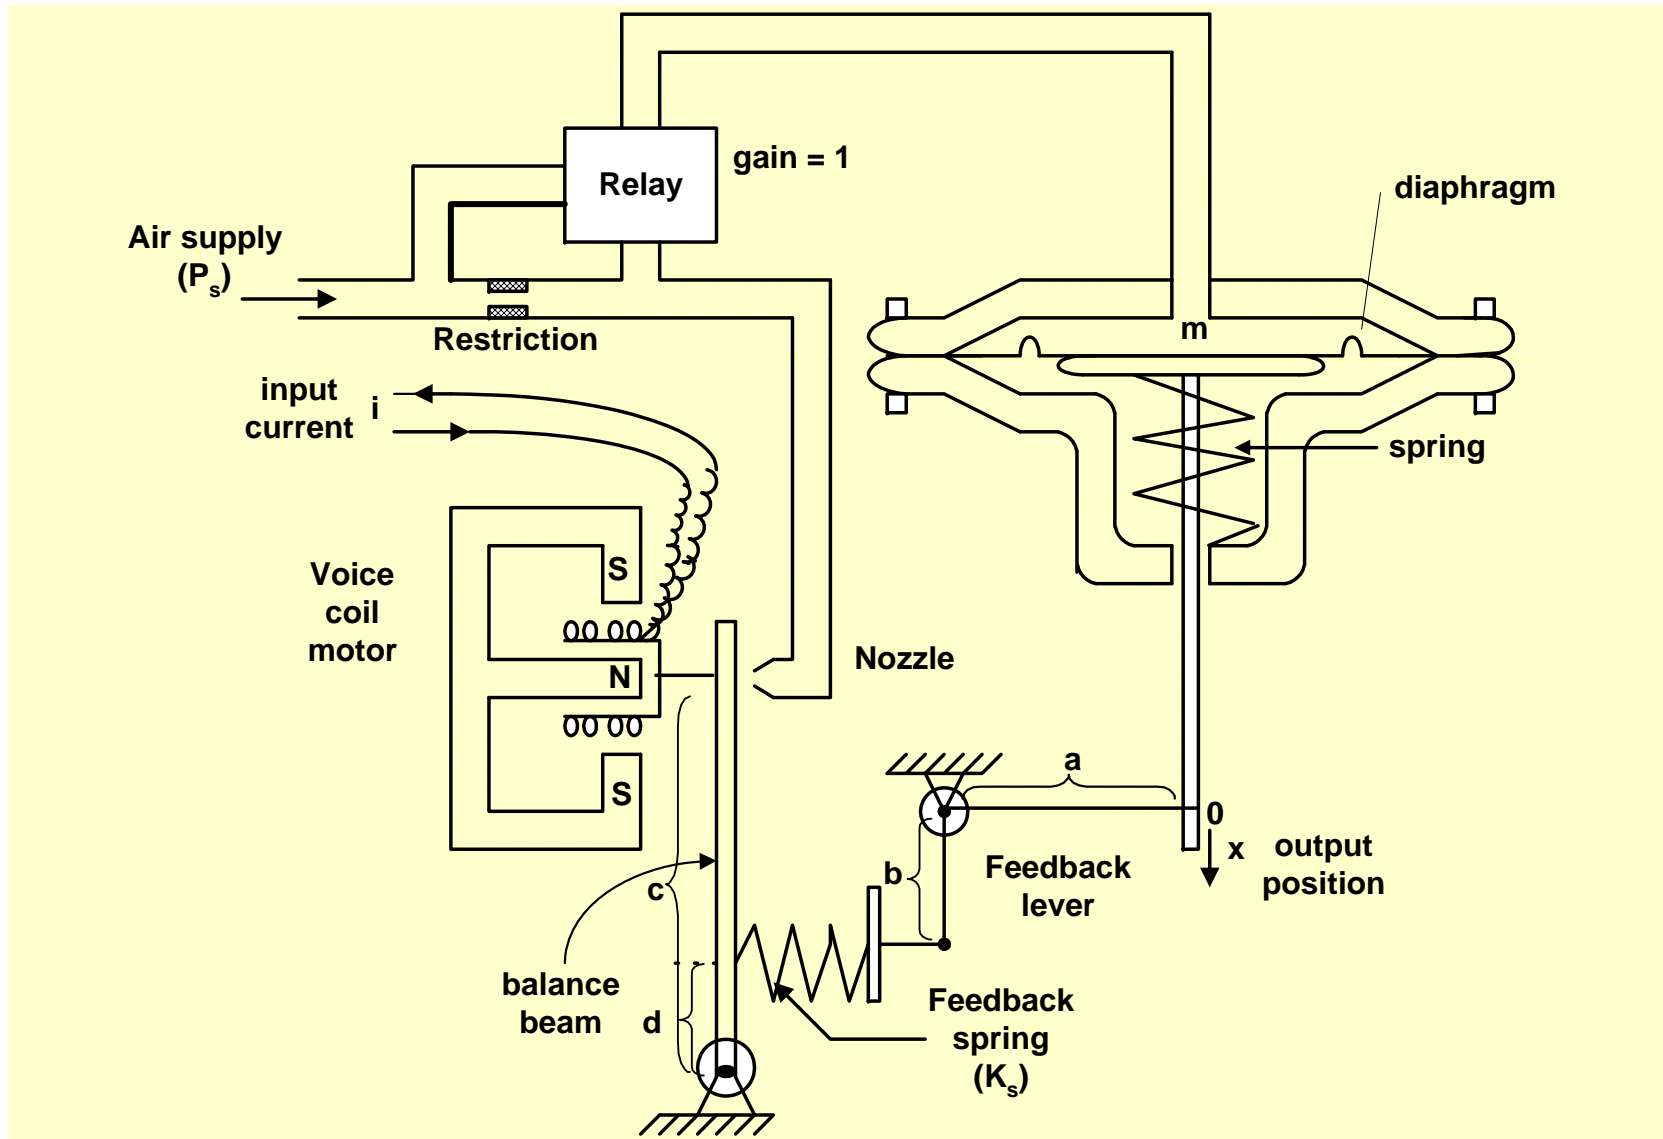 gain = 1
Relay
diaphragm
Air supply
(Ps)
m
Restriction
input
current
i
spring
S
Voice
coil
motor
Nozzle
N
a
S
0
x
output
position
b
Feedback
lever
c
balance
beam
d
Feedback
spring
(Ks)